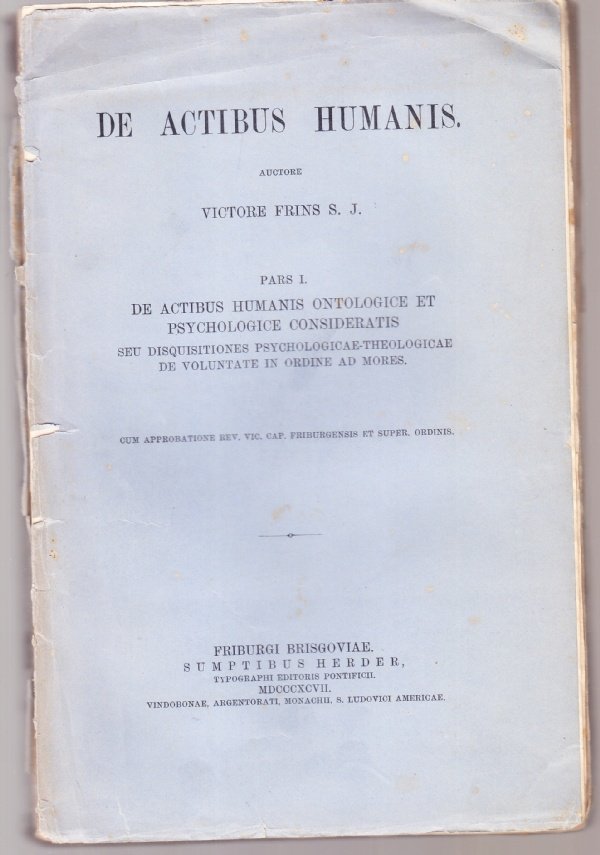 DE ACTIBUS HUMANIS.
AUCTORE
VICTORE FRINS S. J.
PARS I.
DE ACTIBUS HUMANIS ONTOLOGICE ET
PSYCHOLOGICE CONSIDERATIS
SEU DISQUISITIONES PSYCHOLOGICAE-THEOLOGICAE
DE VOLUNTATE IN ORDINE AD MORES.
CUM APPROBATIONE REV. VIC. CAP. FRIBURGENSIS ET SUPER. ORDINIS.
FRIBURGI BRISGOVIAE.
SUMPTIBUS HERDER,
TYPOGRAPHI EDITORIS PONTIFICII.
MDCCCXCVII.
VINDOBONAE, ARGENTORATI, MONACHII, S. LUDOVICI AMERICAE.